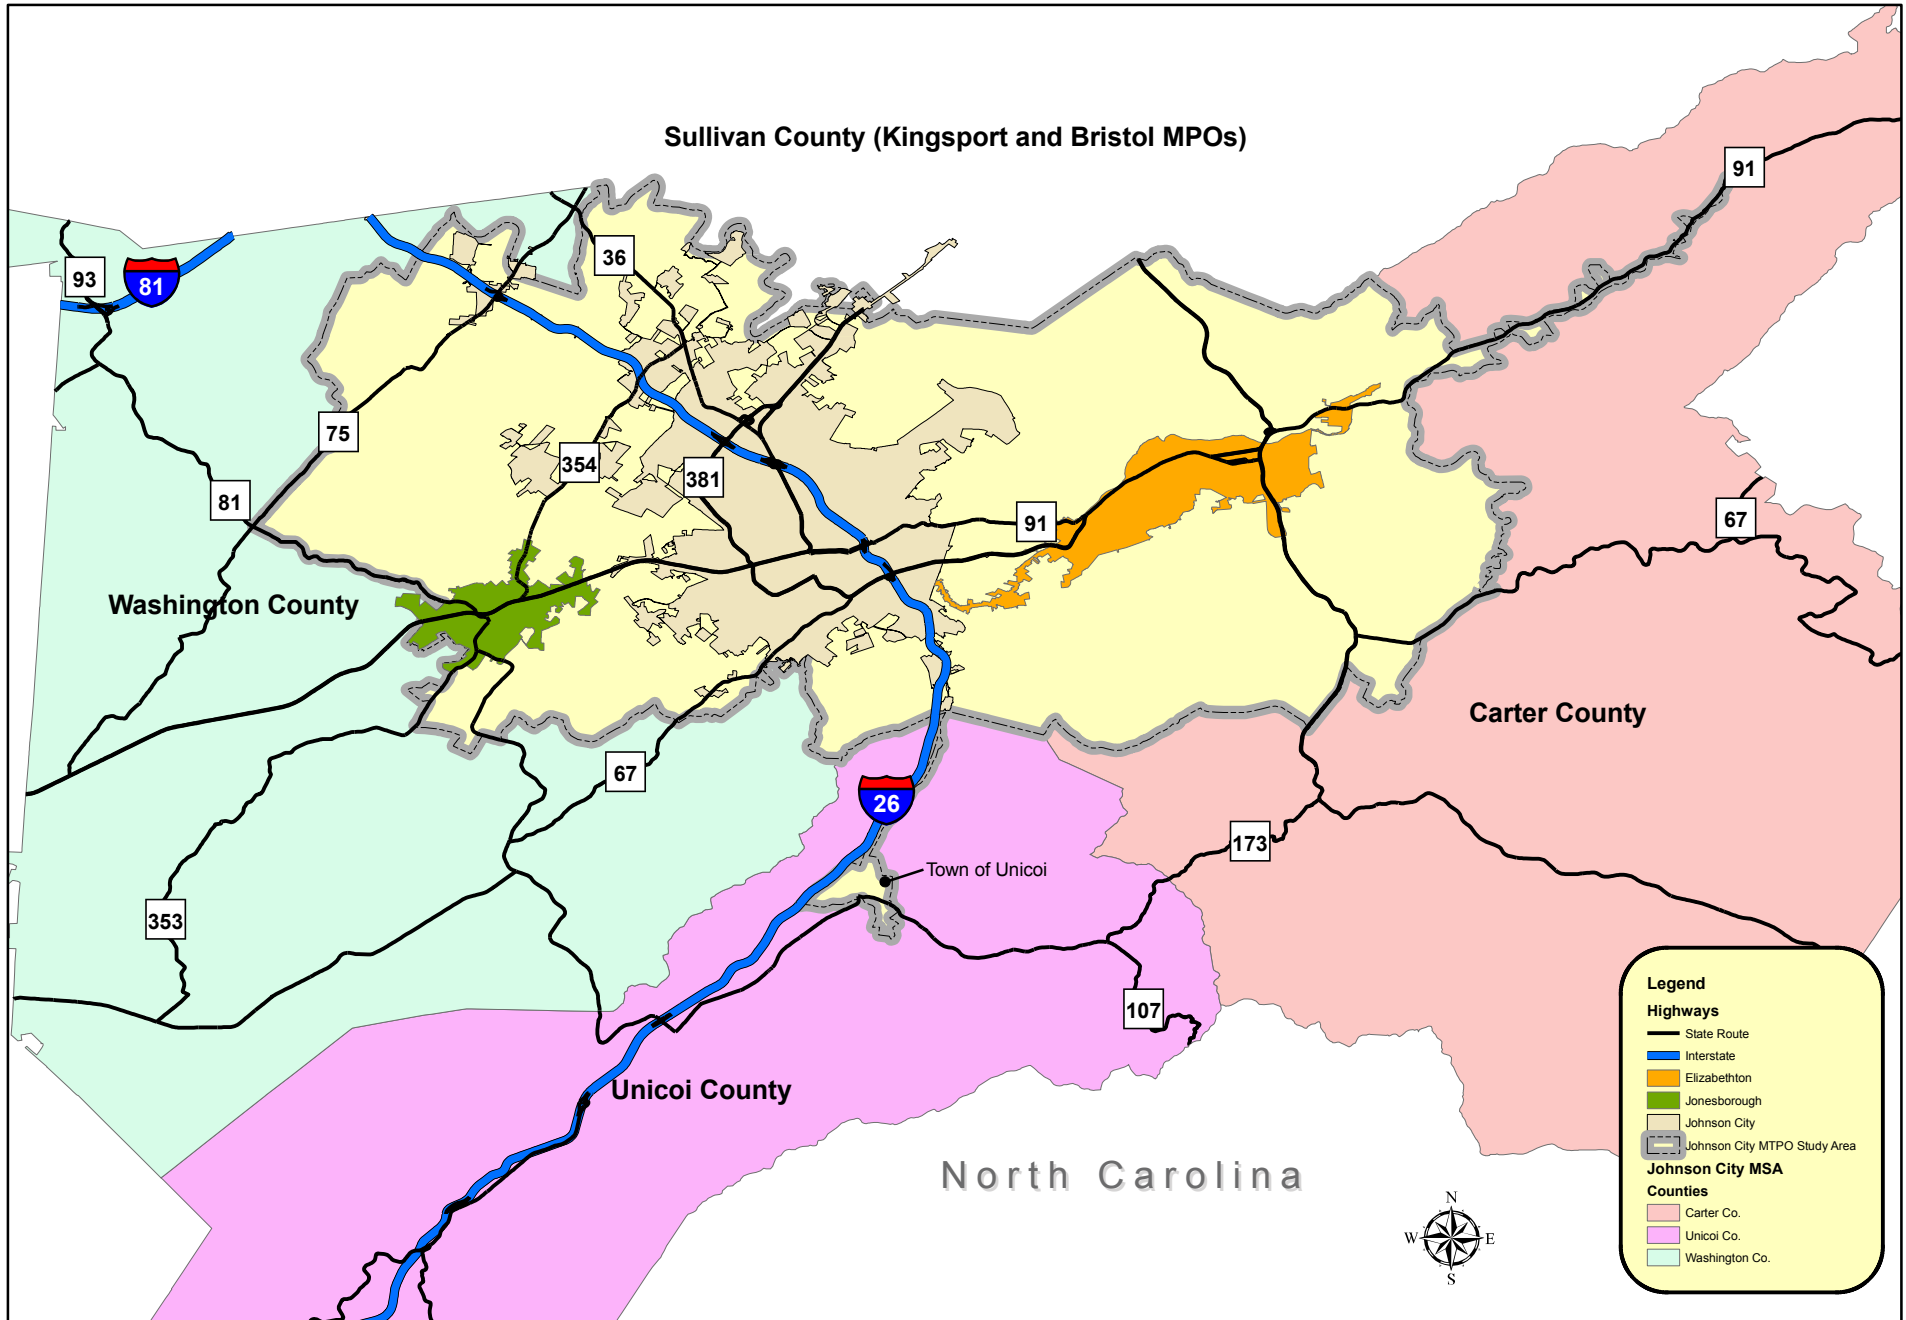 Sullivan County (Kingsport and Bristol MPOs)
91
36
93
81
75
354
381
81
91
67
Washington County
Carter County
67
26
173
Town of Unicoi
353
107
Unicoi County
North Carolina
N
W
E
S
Legend
Highways
State Route
Interstate
Elizabethton
Jonesborough
Johnson City
Johnson City MTPO Study Area
Johnson City MSA
Counties
Carter Co.
Unicoi Co.
Washington Co.